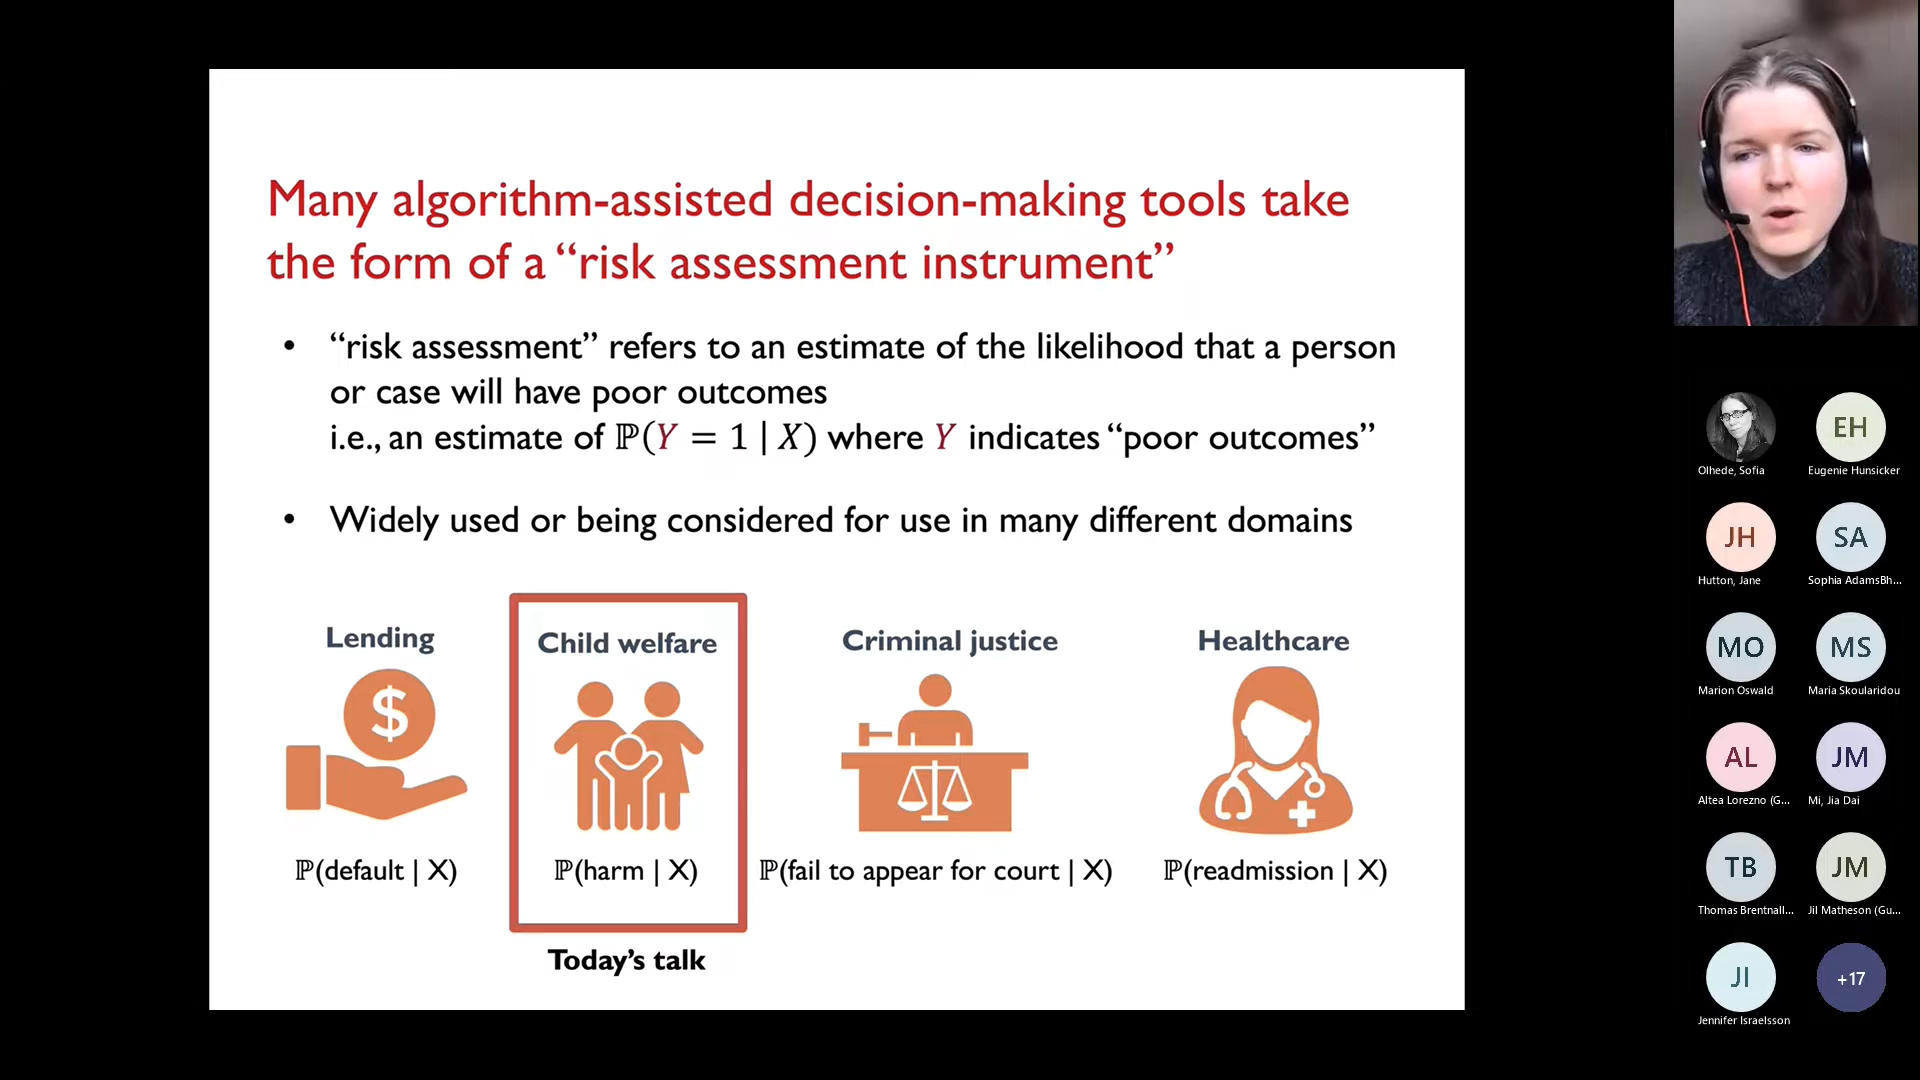 Many algorithm-assisted decision-making tools take
the form of a “risk assessment instrument”
• “risk assessment” refers to an estimate of the likelihood that a person
or case will have poor outcomes
i.e., an estimate of ℙ(Y = 1 | X) where Y indicates “poor outcomes”
• Widely used or being considered for use in many different domains
Lending
Child welfare
Criminal justice
Healthcare
$
ℙ(default | X)
ℙ(harm | X)
ℙ(fail to appear for court | X)
ℙ(readmission | X)
Today’s talk
Olhede, Sofia
EH
Eugenie Hunsicker
JH
Hutton, Jane
SA
Sophia AdamsBh...
MO
Marion Oswald
MS
Maria Skoularidou
AL
Altea Lorezno (G...
JM
Mi, Jia Dai
TB
Thomas Brentnall...
JM
Jil Matheson (Gu...
JI
Jennifer Israelsson
+17